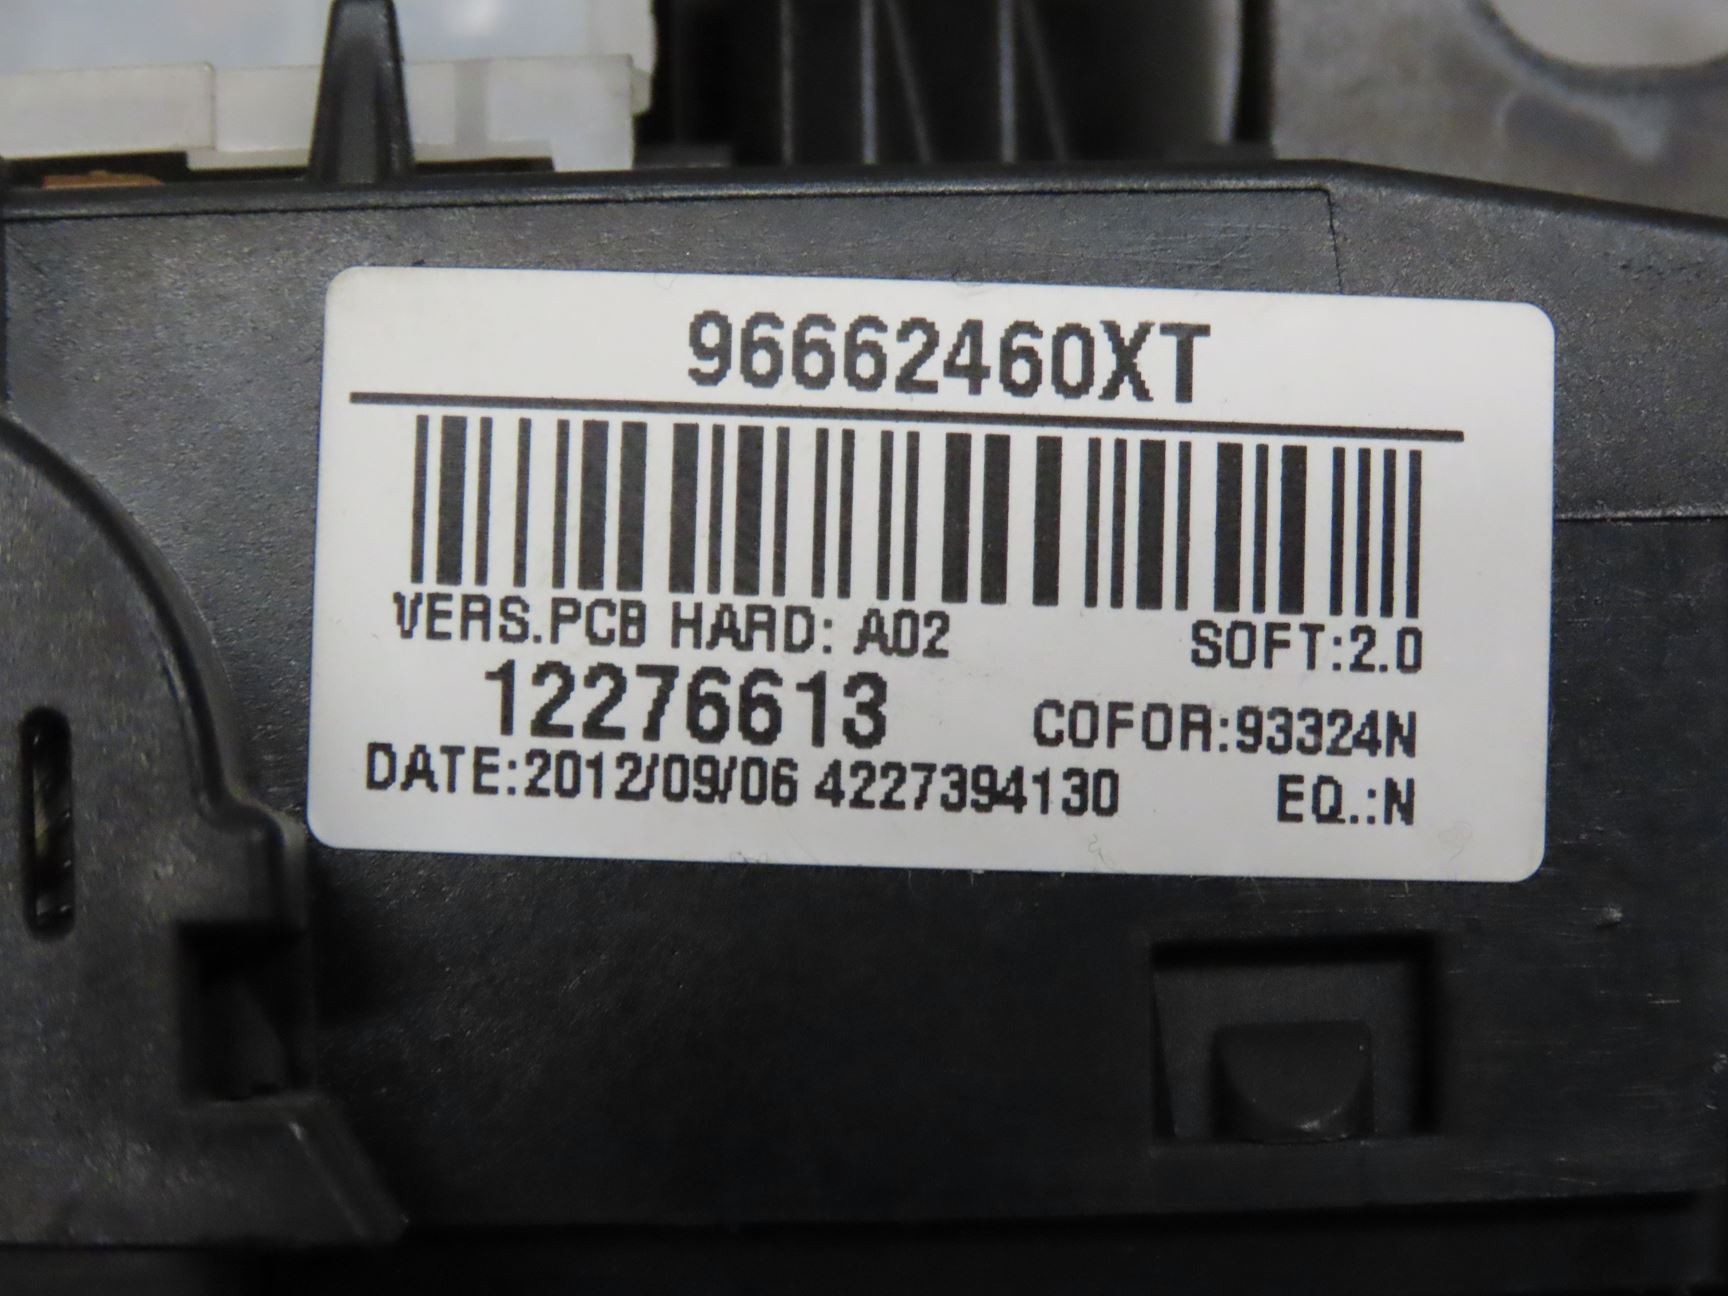 96662460XT
VERS.PCB HARD: A02 SOFT:2.0
12276613 COFOR:93324N
DATE:2012/09/06 4227394130 EQ.:N